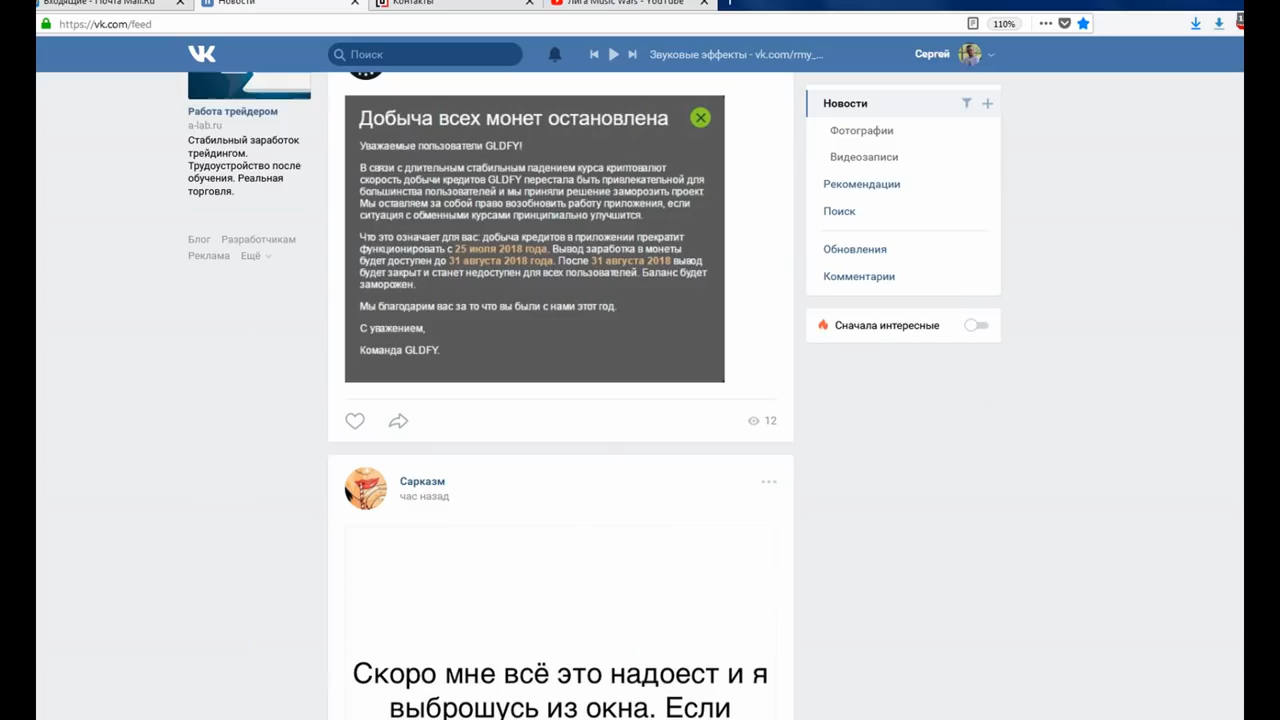 Входящие - Почта Mail.Ru
Новости
Контакты
Лига Music Wars - YouTube
https://vk.com/feed
110%
Поиск
Звуковые эффекты - vk.com/rmy_...
Сергей
Работа трейдером
a-lab.ru
Стабильный заработок
трейдингом.
Трудоустройство после
обучения. Реальная
торговля.
Блог Разработчикам
Реклама Ещё
Добыча всех монет остановлена
Уважаемые пользователи GLDFY!
В связи с длительным стабильным падением курса криптовалют
скорость добычи кредитов GLDFY перестала быть привлекательной для
большинства пользователей и мы приняли решение заморозить проект.
Мы оставляем за собой право возобновить работу приложения, если
ситуация с обменными курсами принципиально улучшится.
Что это означает для вас: добыча кредитов в приложении прекратит
функционировать с 25 июля 2018 года. Вывод заработка в монеты
будет доступен до 31 августа 2018 года. После 31 августа 2018 вывод
будет закрыт и станет недоступен для всех пользователей. Баланс будет
заморожен.
Мы благодарим вас за то что вы были с нами этот год.
С уважением,
Команда GLDFY.
12
Сарказм
час назад
Скоро мне всё это надоест и я
выброшусь из окна. Если
Новости
Фотографии
Видеозаписи
Рекомендации
Поиск
Обновления
Комментарии
Сначала интересные